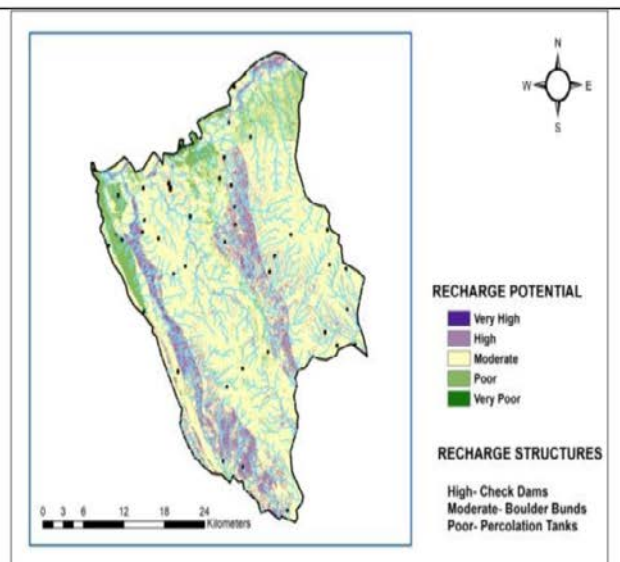 N
W E
S
RECHARGE POTENTIAL
Very High
High
Moderate
Poor
Very Poor
RECHARGE STRUCTURES
High- Check Dams
Moderate- Boulder Bunds
Poor- Percolation Tanks
0 3 6 12 18 24
Kilometers